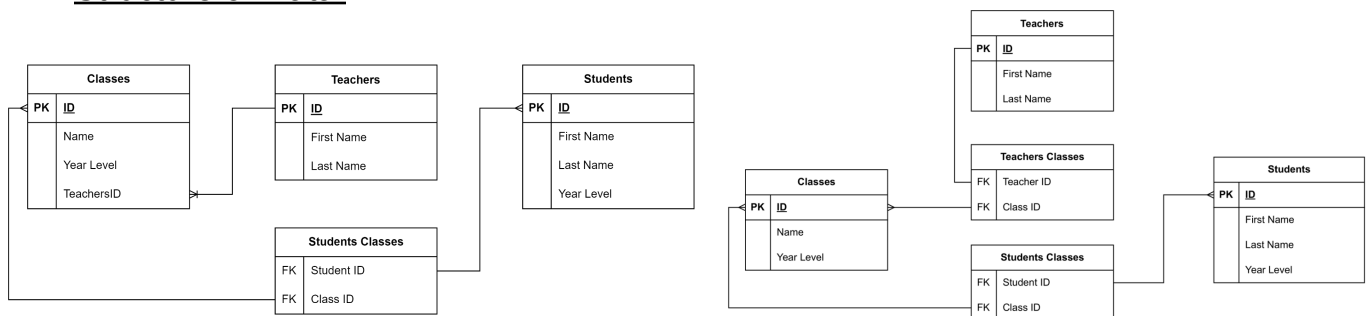 Classes
PK ID
Name
Year Level
TeachersID
Teachers
PK ID
First Name
Last Name
Students
PK ID
First Name
Last Name
Year Level
Students Classes
FK Student ID
FK Class ID
Teachers
PK ID
First Name
Last Name
Teachers Classes
FK Teacher ID
FK Class ID
Classes
PK ID
Name
Year Level
Students Classes
FK Student ID
FK Class ID
Students
PK ID
First Name
Last Name
Year Level